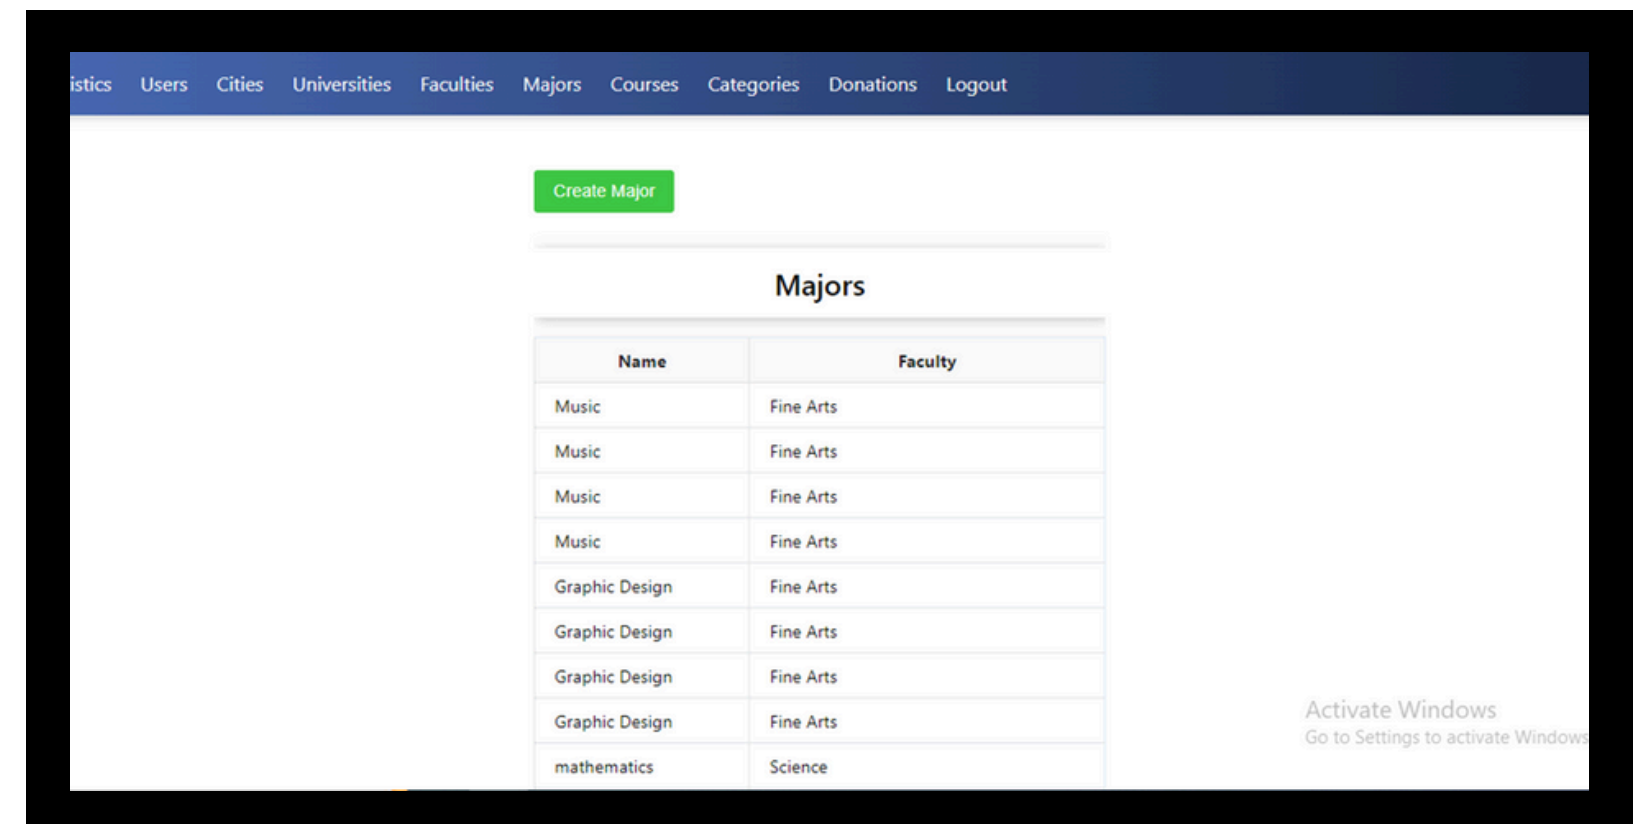 istics Users Cities Universities Faculties Majors Courses Categories Donations Logout
Create Major
Majors
Name Faculty
Music Fine Arts
Music Fine Arts
Music Fine Arts
Music Fine Arts
Graphic Design Fine Arts
Graphic Design Fine Arts
Graphic Design Fine Arts
Graphic Design Fine Arts
mathematics Science
Activate Windows
Go to Settings to activate Windows